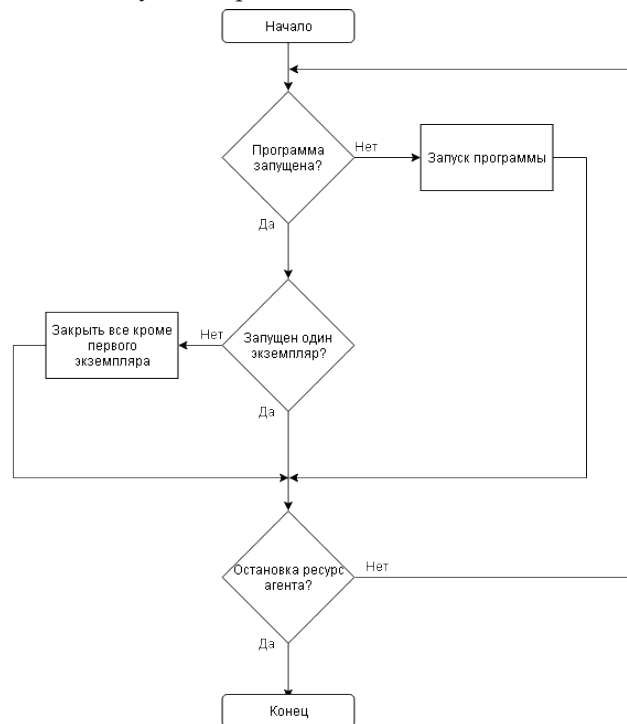 Начало
Программа
запущена?
Нет
Запуск программы
Да
Закрыть все кроме
первого
экземпляра
Нет
Запущен один
экземпляр?
Да
Остановка ресурс
агента?
Нет
Да
Конец